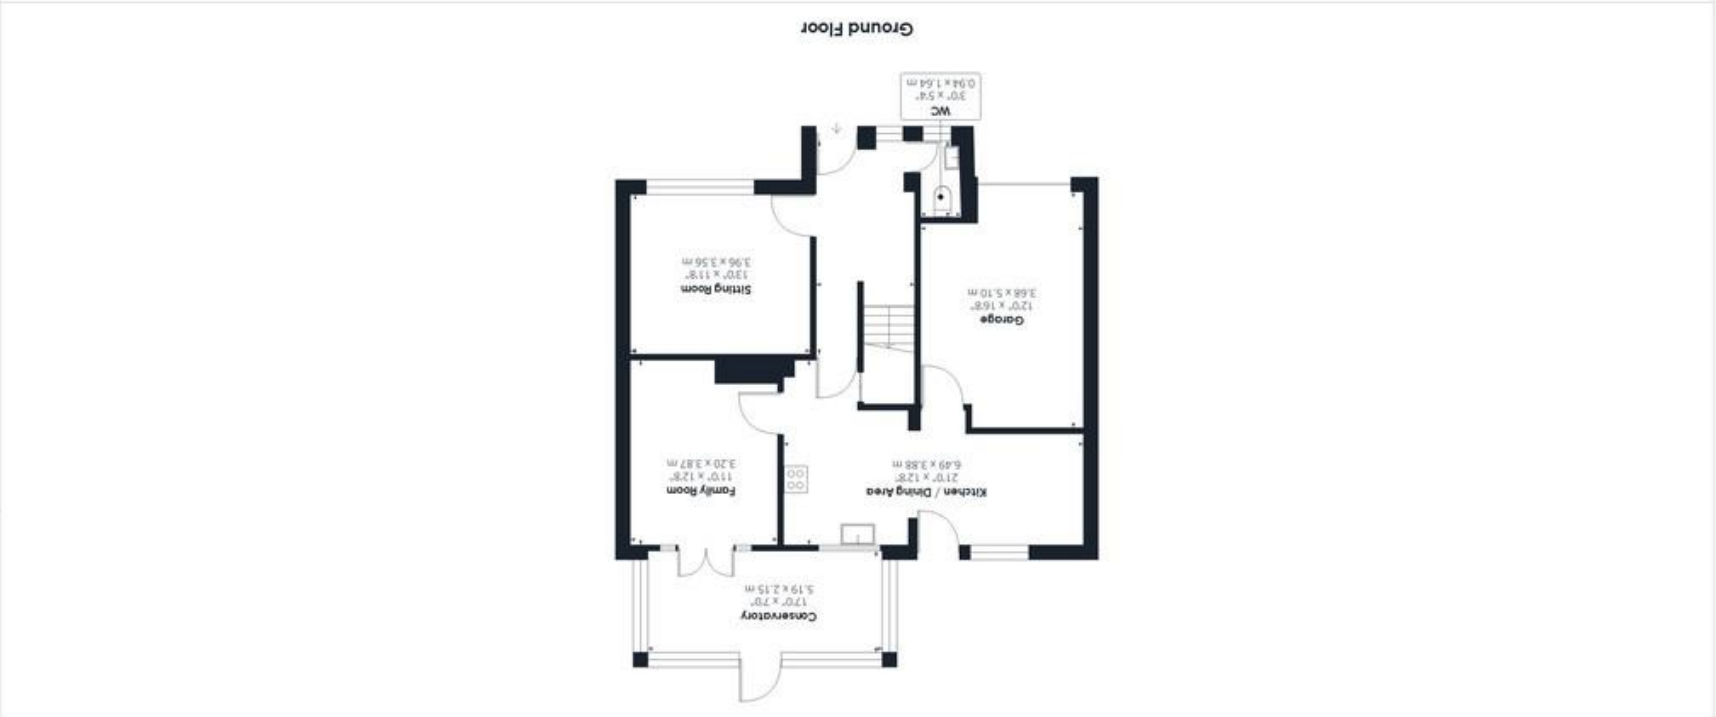 Conservatory
17'0" x 7'0"
5.19 x 2.15 m
Kitchen / Dining Area
21'0" x 12'8"
6.49 x 3.88 m
Family Room
11'0" x 12'8"
3.20 x 3.87 m
Garage
12'0" x 16'8"
3.68 x 5.10 m
Sitting Room
13'0" x 11'8"
3.96 x 3.56 m
WC
3'0" x 5'4"
0.94 x 1.64 m
Ground Floor